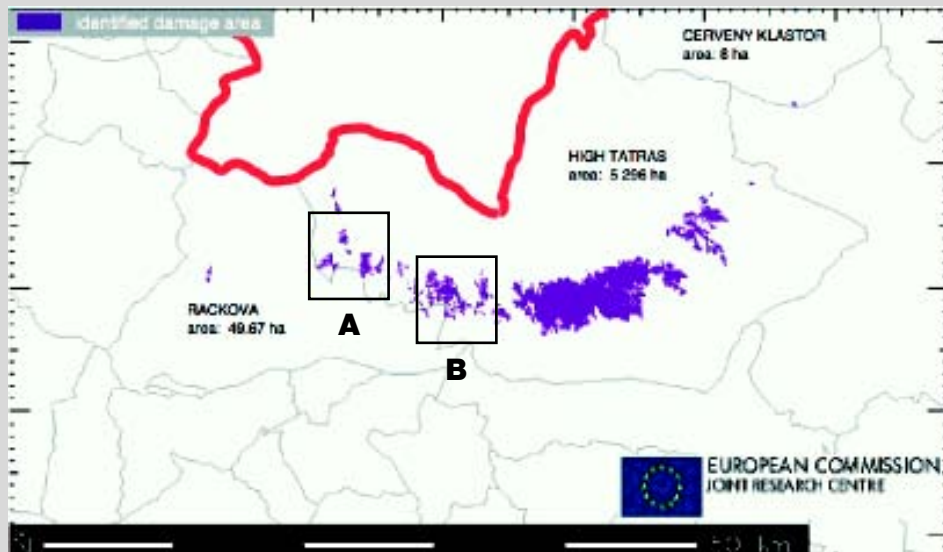 identified damage area
CERVENY KLASTOR
area: 6 ha
HIGH TATRAS
area: 5 296 ha
RACKOVA
area: 49.67 ha
A
B
EUROPEAN COMMISSION
JOINT RESEARCH CENTRE
50 km